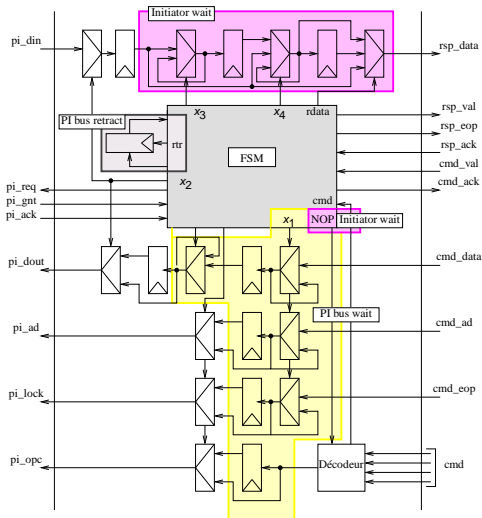 Initiator wait
pi_din
rsp_data
x3
x4
rdata
PI bus retract
rtr
FSM
rsp_val
rsp_eop
rsp_ack
cmd_val
cmd_ack
x2
pi_req
pi_gnt
pi_ack
cmd
x1
NOP
Initiator wait
pi_dout
cmd_data
PI bus wait
pi_ad
cmd_ad
pi_lock
cmd_eop
pi_opc
Décodeur
cmd